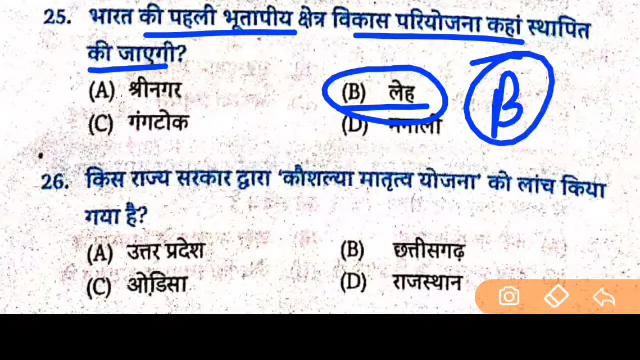 25. भारत की पहली भूतापीय क्षेत्र विकास परियोजना कहां स्थापित
की जाएगी?
(A) श्रीनगर (B) लेह
(C) गंगटोक (D) मनाली
B
26. किस राज्य सरकार द्वारा ‘कौशल्या मातृत्व योजना’ को लांच किया
गया है?
(A) उत्तर प्रदेश (B) छत्तीसगढ़
(C) ओडिसा (D) राजस्थान